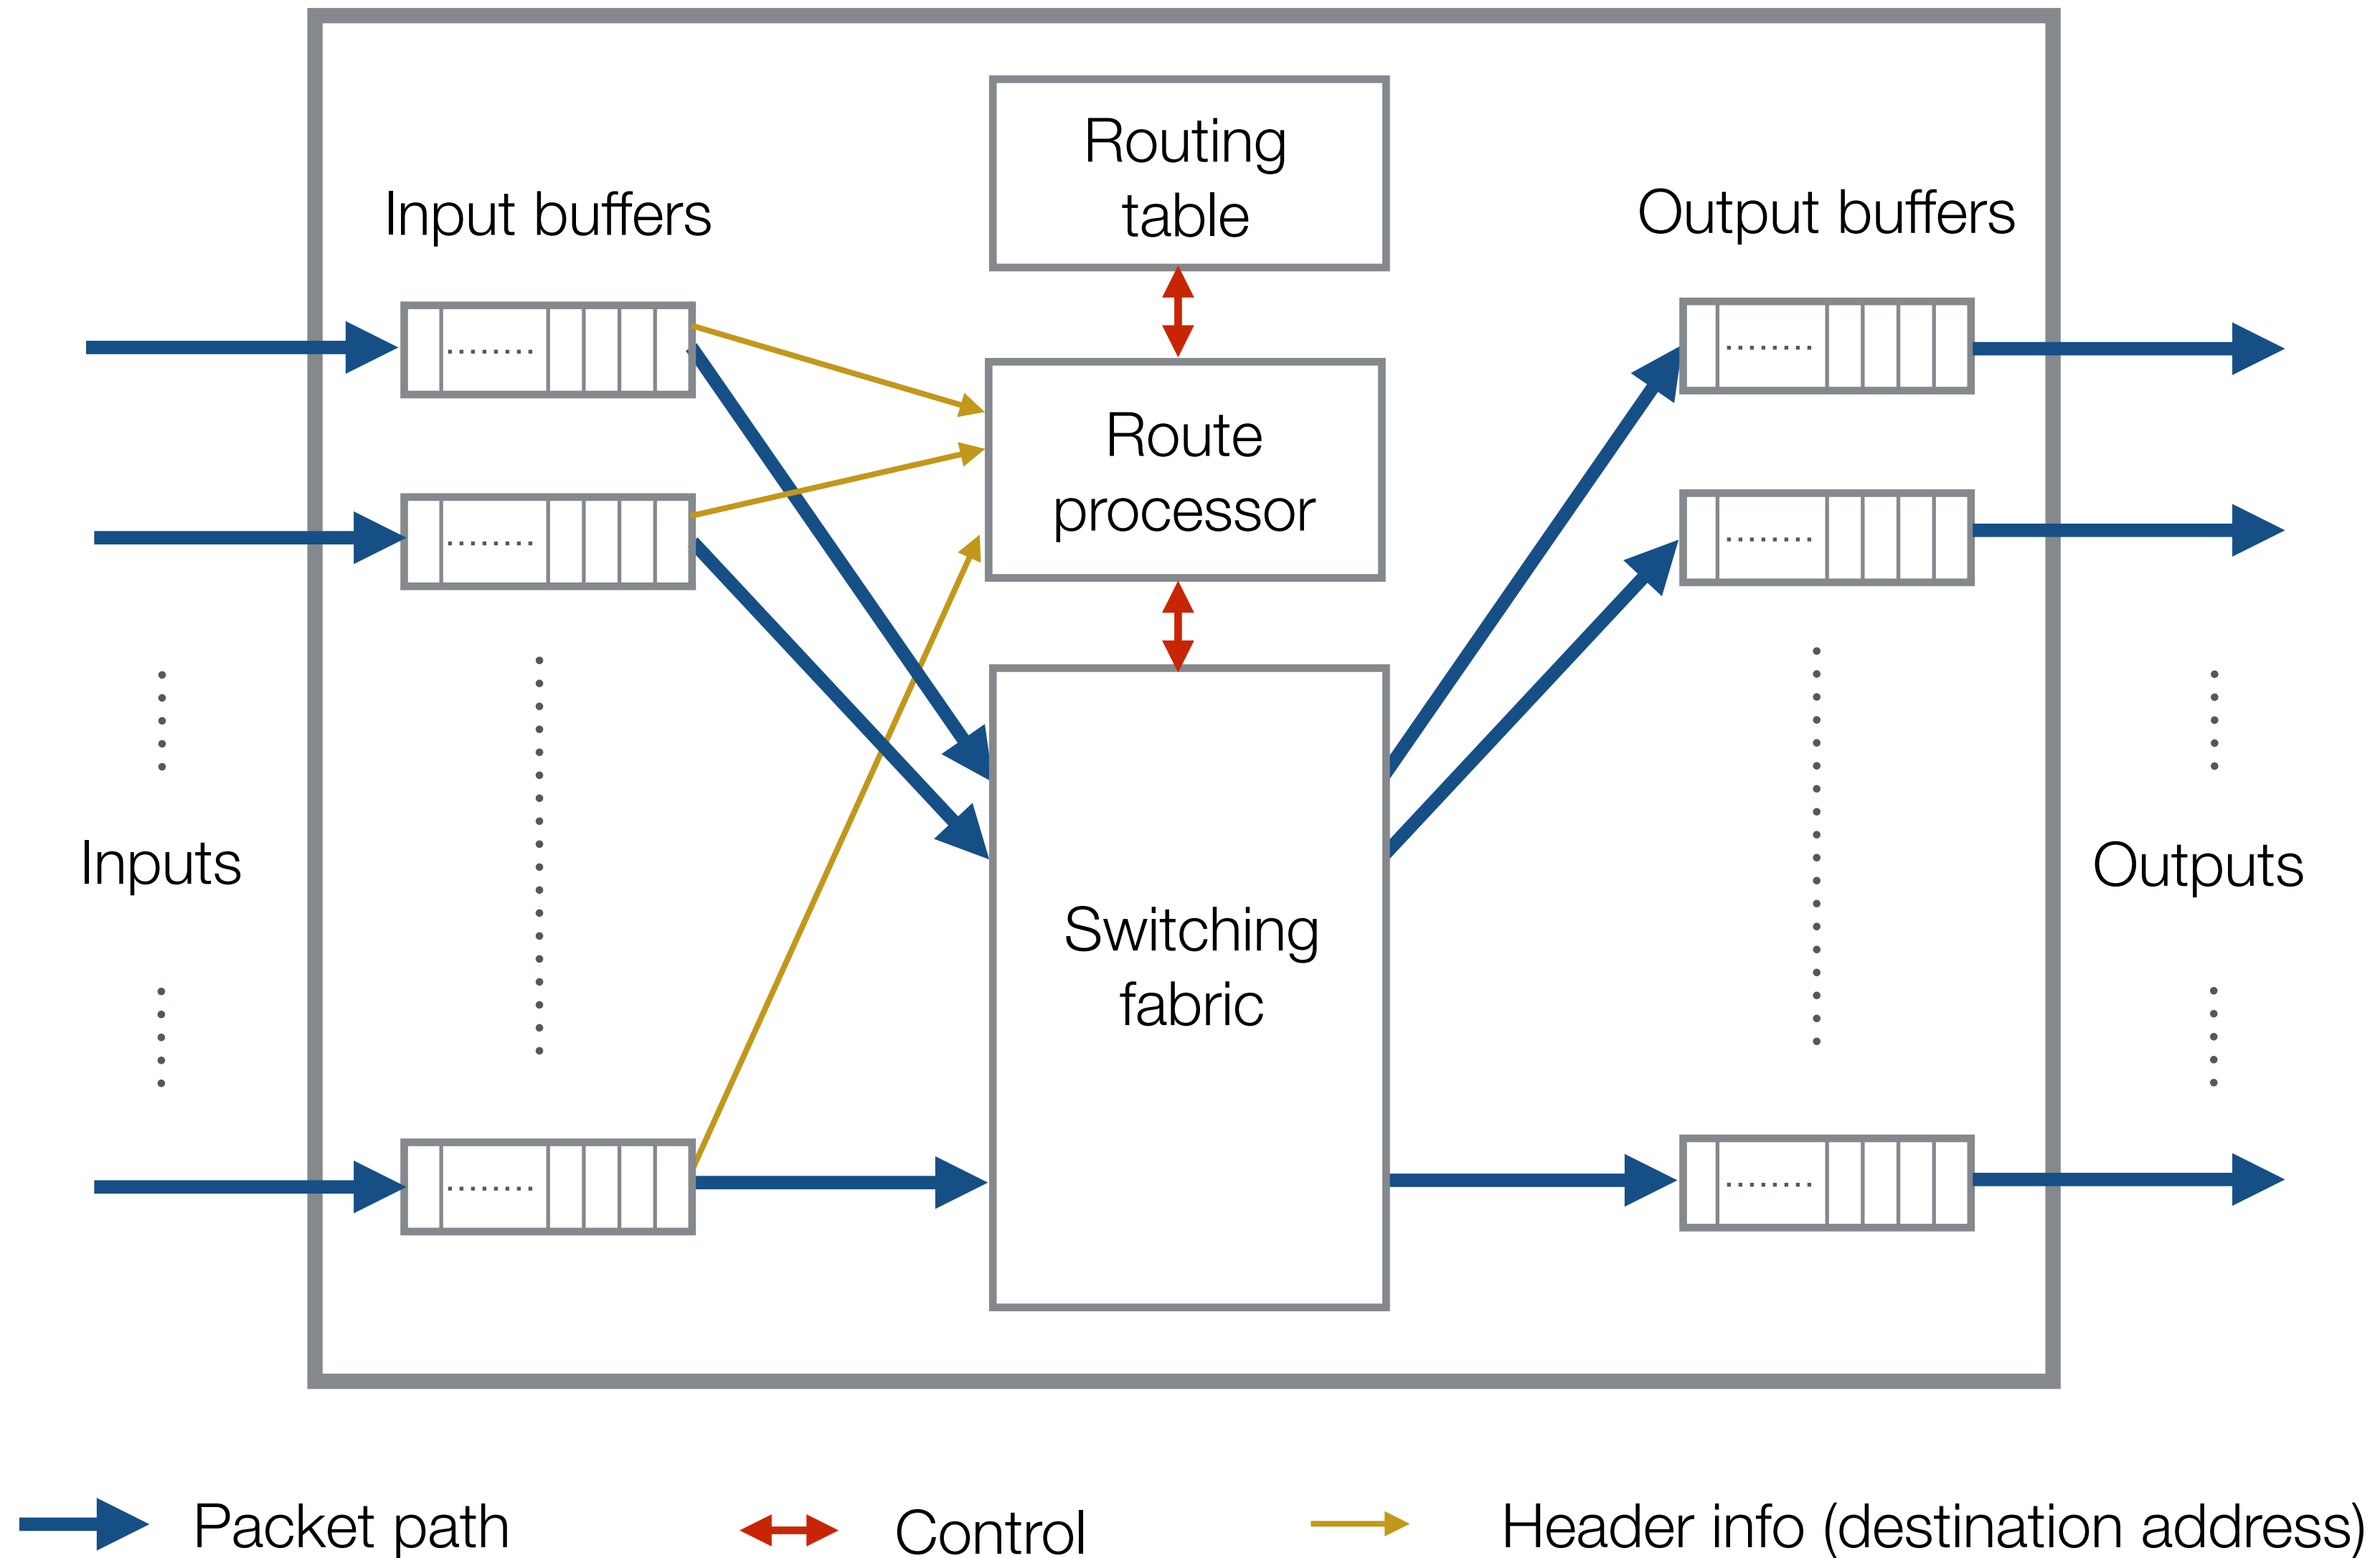 Routing
table
Input buffers
Output buffers
Route
processor
Inputs
Outputs
Switching
fabric
Packet path
Control
Header info (destination address)